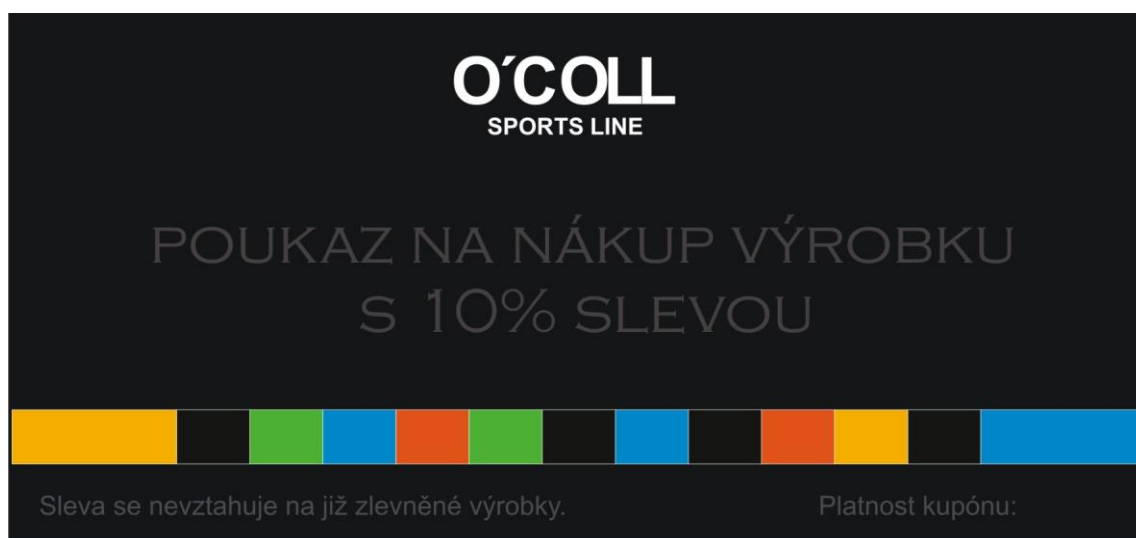 O´COLL
SPORTS LINE
POUKAZ NA NÁKUP VÝROBKU
S 10% SLEVOU
Sleva se nevztahuje na již zlevněné výrobky.
Platnost kupónu: